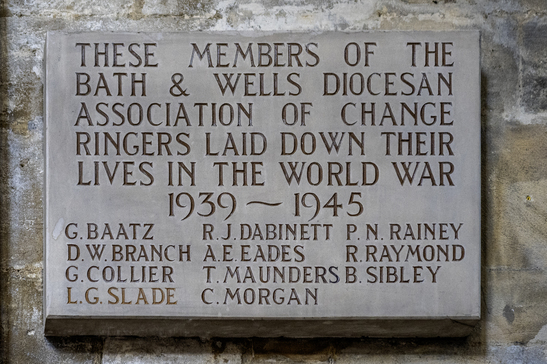 THESE MEMBERS OF THE
BATH & WELLS DIOCESAN
ASSOCIATION OF CHANGE
RINGERS LAID DOWN THEIR
LIVES IN THE WORLD WAR
1939 ~ 1945
G. BAATZ R. J. DABINETT P. N. RAINEY
D. W. BRANCH A. E. EADES R. RAYMOND
G. COLLIER T. MAUNDERS B. SIBLEY
L. G. SLADE C. MORGAN